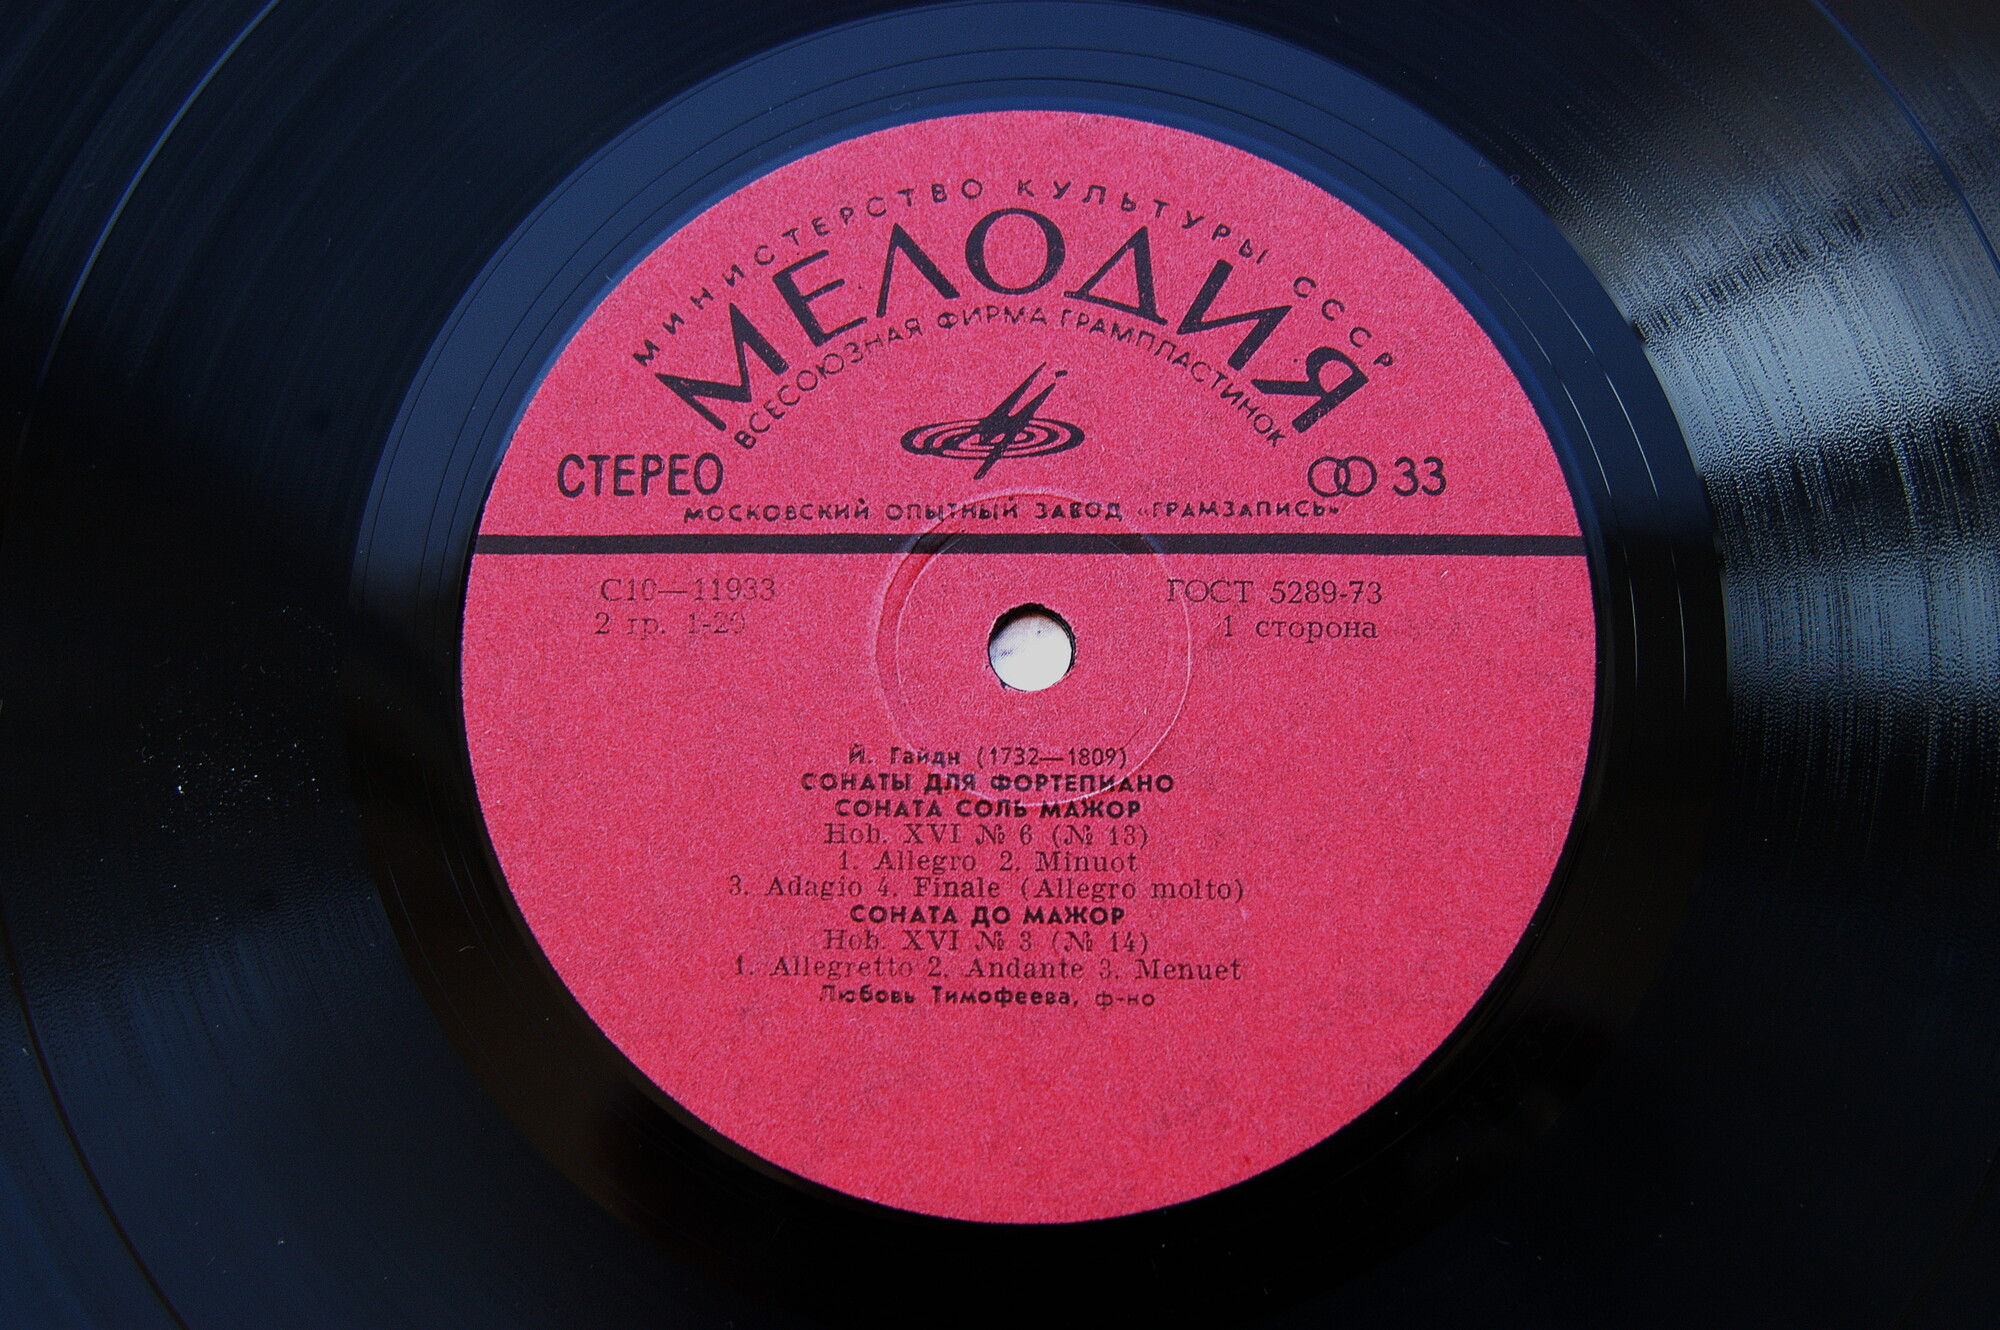 МИНИСТЕРСТВО КУЛЬТУРЫ СССР
МЕЛОДИЯ
ВСЕСОЮЗНАЯ ФИРМА ГРАМПЛАСТИНОК
СТЕРЕО 33
МОСКОВСКИЙ ОПЫТНЫЙ ЗАВОД «ГРАМЗАПИСЬ»
С10—11933 ГОСТ 5289-73
2 гр. 1-20 1 сторона
Й. Гайдн (1732—1809)
СОНАТЫ ДЛЯ ФОРТЕПИАНО
СОНАТА СОЛЬ МАЖОР
Hob. XVI № 6 (№ 13)
1. Allegro 2. Minuot
3. Adagio 4. Finale (Allegro molto)
СОНАТА ДО МАЖОР
Hob. XVI № 3 (№ 14)
1. Allegretto 2. Andante 3. Menuet
Любовь Тимофеева, ф-но